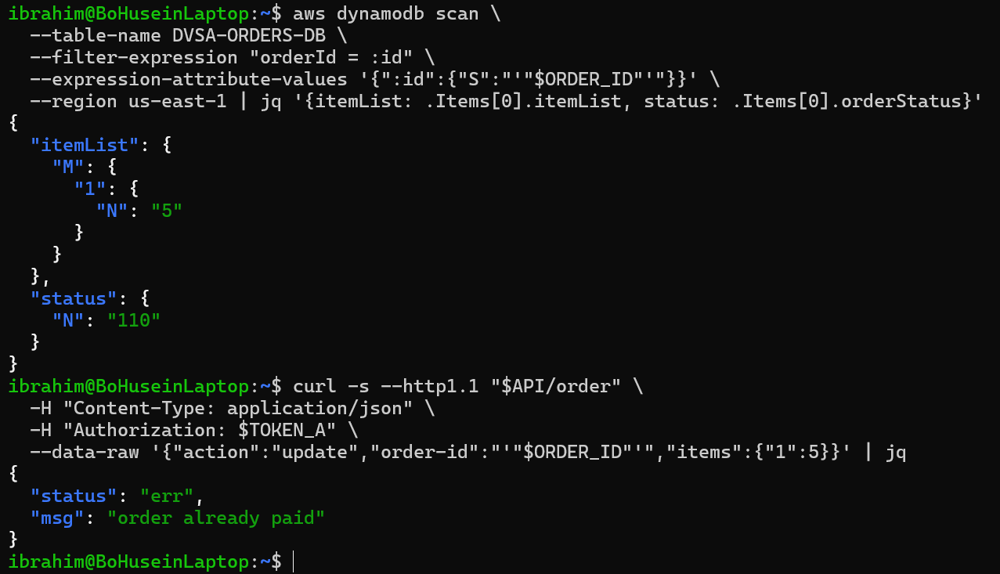 ibrahim@BoHuseinLaptop:~$ aws dynamodb scan \
  --table-name DVSA-ORDERS-DB \
  --filter-expression "orderId = :id" \
  --expression-attribute-values '{":id":{"S":"'"$ORDER_ID"'"}}' \
  --region us-east-1 | jq '{itemList: .Items[0].itemList, status: .Items[0].orderStatus}'
{
  "itemList": {
    "M": {
      "1": {
        "N": "5"
      }
    }
  },
  "status": {
    "N": "110"
  }
}
ibrahim@BoHuseinLaptop:~$ curl -s --http1.1 "$API/order" \
  -H "Content-Type: application/json" \
  -H "Authorization: $TOKEN_A" \
  --data-raw '{"action":"update","order-id":"'"$ORDER_ID"'","items":{"1":5}}' | jq
{
  "status": "err",
  "msg": "order already paid"
}
ibrahim@BoHuseinLaptop:~$